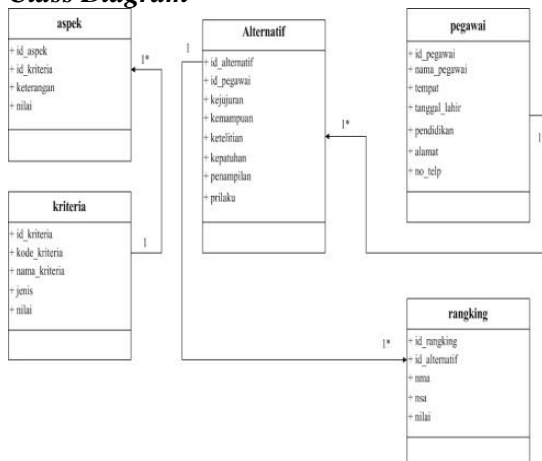 Class Diagram
aspek
+ id_aspek
+ id_kriteria
+ keterangan
+ nilai
1*
kriteria
+ id_kriteria
+ kode_kriteria
+ nama_kriteria
+ jenis
+ nilai
1
Alternatif
+ id_alternatif
+ id_pegawai
+ kejujuran
+ kemampuan
+ ketelitian
+ kepatuhan
+ penampilan
+ prilaku
1
1*
pegawai
+ id_pegawai
+ nama_pegawai
+ tempat
+ tanggal_lahir
+ pendidikan
+ alamat
+ no_telp
1
rangking
+ id_rangking
+ id_alternatif
+ nma
+ nsa
+ nilai
1*